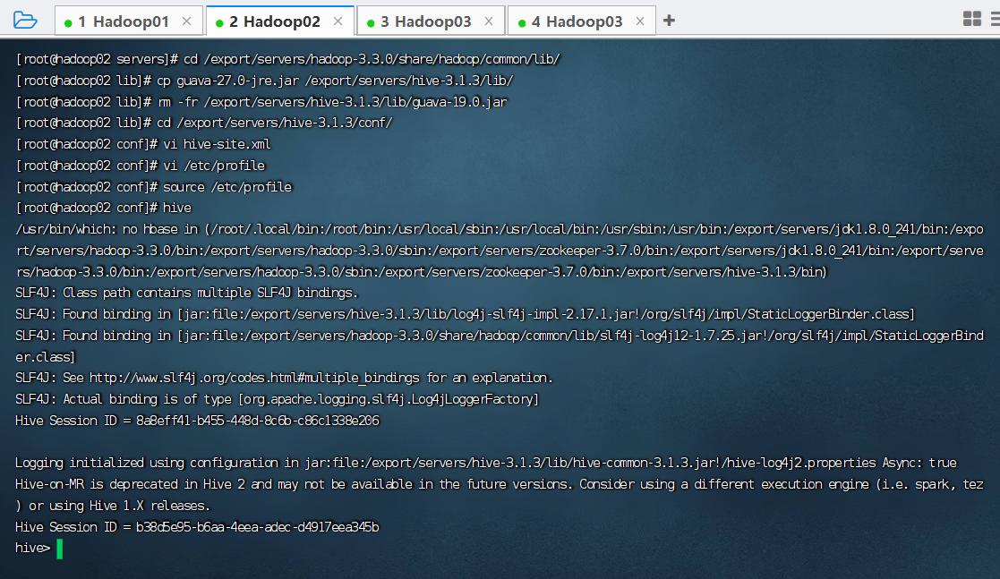 1 Hadoop01 × 2 Hadoop02 × 3 Hadoop03 × 4 Hadoop03 × +
[root@hadoop02 servers]# cd /export/servers/hadoop-3.3.0/share/hadoop/common/lib/
[root@hadoop02 lib]# cp guava-27.0-jre.jar /export/servers/hive-3.1.3/lib/
[root@hadoop02 lib]# rm -fr /export/servers/hive-3.1.3/lib/guava-19.0.jar
[root@hadoop02 lib]# cd /export/servers/hive-3.1.3/conf/
[root@hadoop02 conf]# vi hive-site.xml
[root@hadoop02 conf]# vi /etc/profile
[root@hadoop02 conf]# source /etc/profile
[root@hadoop02 conf]# hive
/usr/bin/which: no hbase in (/root/.local/bin:/root/bin:/usr/local/sbin:/usr/local/bin:/usr/sbin:/usr/bin:/export/servers/jdk1.8.0_241/bin:/expo
rt/servers/hadoop-3.3.0/bin:/export/servers/hadoop-3.3.0/sbin:/export/servers/zookeeper-3.7.0/bin:/export/servers/jdk1.8.0_241/bin:/export/serve
rs/hadoop-3.3.0/bin:/export/servers/hadoop-3.3.0/sbin:/export/servers/zookeeper-3.7.0/bin:/export/servers/hive-3.1.3/bin)
SLF4J: Class path contains multiple SLF4J bindings.
SLF4J: Found binding in [jar:file:/export/servers/hive-3.1.3/lib/log4j-slf4j-impl-2.17.1.jar!/org/slf4j/impl/StaticLoggerBinder.class]
SLF4J: Found binding in [jar:file:/export/servers/hadoop-3.3.0/share/hadoop/common/lib/slf4j-log4j12-1.7.25.jar!/org/slf4j/impl/StaticLoggerBind
er.class]
SLF4J: See http://www.slf4j.org/codes.html#multiple_bindings for an explanation.
SLF4J: Actual binding is of type [org.apache.logging.slf4j.Log4jLoggerFactory]
Hive Session ID = 8a8eff41-b455-448d-8c6b-c86c1338e206
Logging initialized using configuration in jar:file:/export/servers/hive-3.1.3/lib/hive-common-3.1.3.jar!/hive-log4j2.properties Async: true
Hive-on-MR is deprecated in Hive 2 and may not be available in the future versions. Consider using a different execution engine (i.e. spark, tez
) or using Hive 1.X releases.
Hive Session ID = b38d5e95-b6aa-4eea-adec-d4917eea345b
hive>